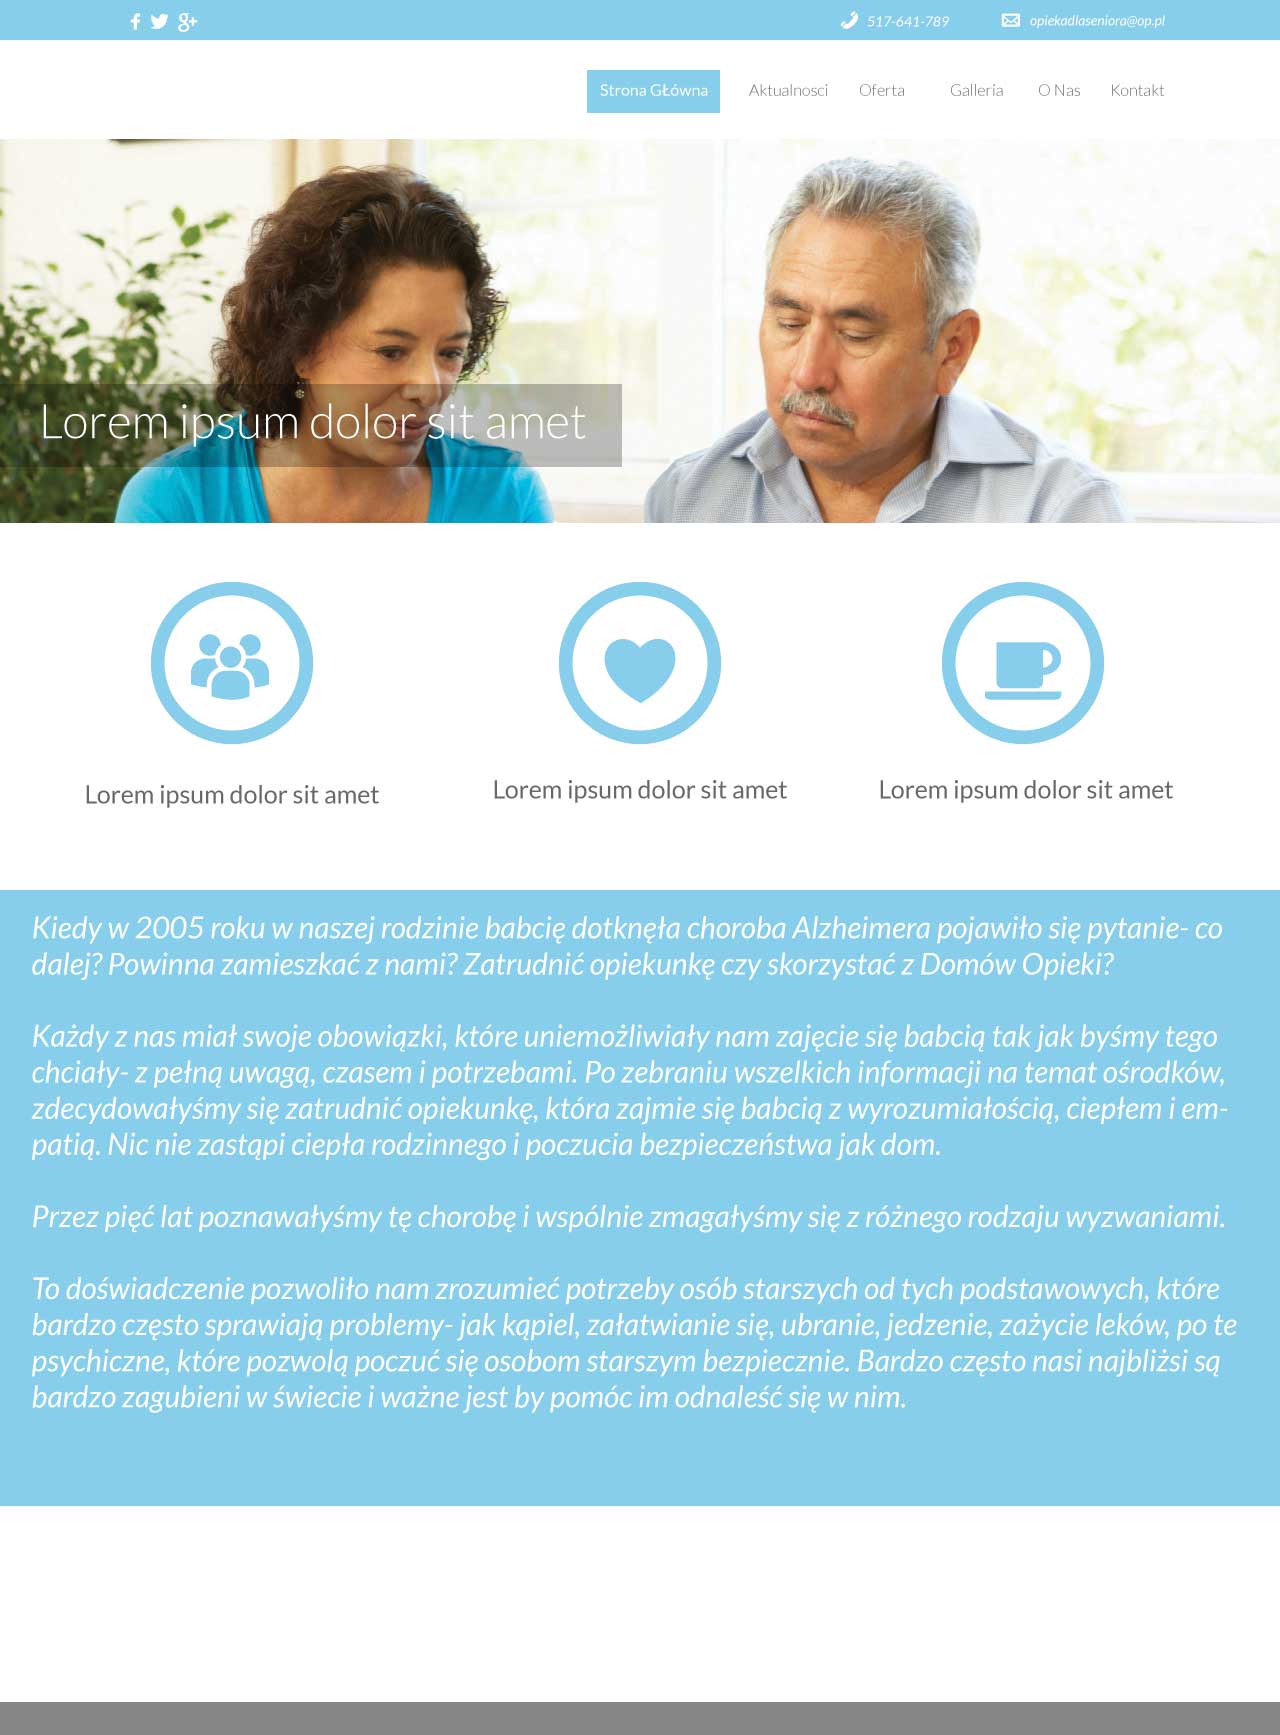 517-641-789
opiekadlaseniora@op.pl
Strona GŁówna
Aktualnosci
Oferta
Galleria
O Nas
Kontakt
Lorem ipsum dolor sit amet
Lorem ipsum dolor sit amet
Lorem ipsum dolor sit amet
Lorem ipsum dolor sit amet
Kiedy w 2005 roku w naszej rodzinie babcię dotknęła choroba Alzheimera pojawiło się pytanie- co
dalej? Powinna zamieszkać z nami? Zatrudnić opiekunkę czy skorzystać z Domów Opieki?
Każdy z nas miał swoje obowiązki, które uniemożliwiały nam zajęcie się babcią tak jak byśmy tego
chciały- z pełną uwagą, czasem i potrzebami. Po zebraniu wszelkich informacji na temat ośrodków,
zdecydowałyśmy się zatrudnić opiekunkę, która zajmie się babcią z wyrozumiałością, ciepłem i em-
patią. Nic nie zastąpi ciepła rodzinnego i poczucia bezpieczeństwa jak dom.
Przez pięć lat poznawałyśmy tę chorobę i wspólnie zmagałyśmy się z różnego rodzaju wyzwaniami.
To doświadczenie pozwoliło nam zrozumieć potrzeby osób starszych od tych podstawowych, które
bardzo często sprawiają problemy- jak kąpiel, załatwianie się, ubranie, jedzenie, zażycie leków, po te
psychiczne, które pozwolą poczuć się osobom starszym bezpiecznie. Bardzo często nasi najbliżsi są
bardzo zagubieni w świecie i ważne jest by pomóc im odnaleść się w nim.